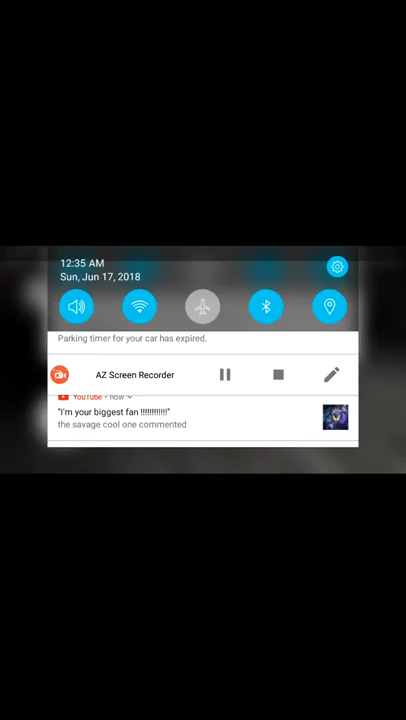 12:35 AM
Sun, Jun 17, 2018
Parking timer for your car has expired.
AZ Screen Recorder
YouTube • now
"I'm your biggest fan !!!!!!!!!!!!"
the savage cool one commented